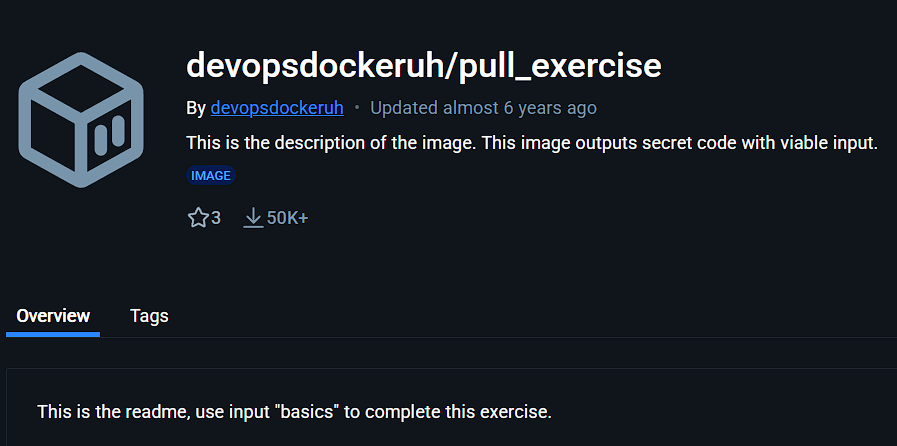 devopsdockeruh/pull_exercise
By devopsdockeruh • Updated almost 6 years ago
This is the description of the image. This image outputs secret code with viable input.
IMAGE
3 50K+
Overview Tags
This is the readme, use input "basics" to complete this exercise.